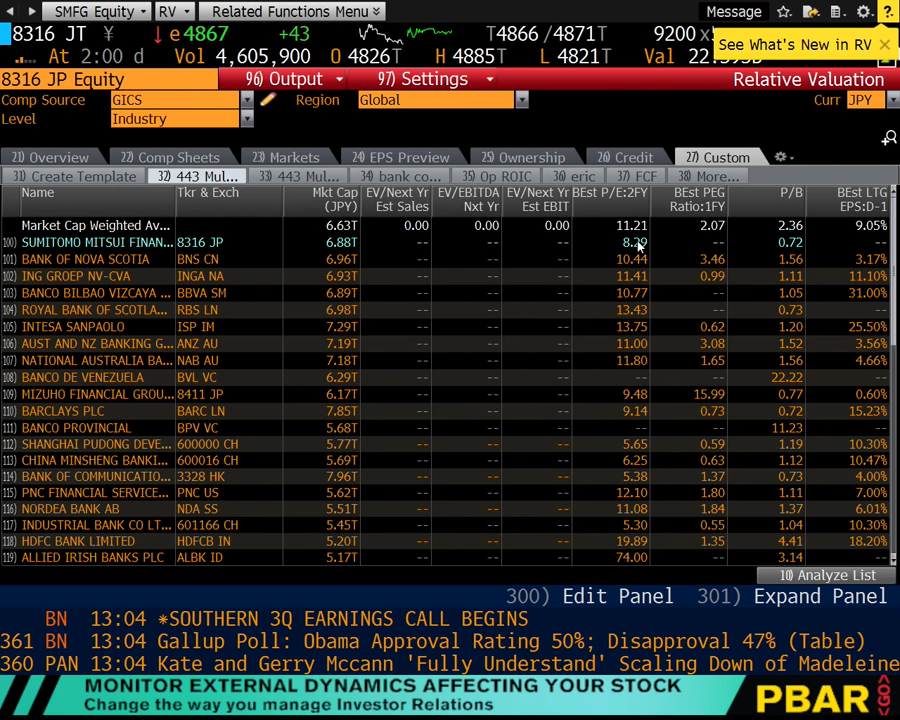 SMFG Equity RV Related Functions Menu Message
8316 JT ¥ ↓ e4867 +43 T4866 /4871T 9200 x
See What's New in RV ×
At 2:00 d Vol 4,605,900 O 4826T H 4885T L 4821T Val
8316 JP Equity 96) Output 97) Settings Relative Valuation
Comp Source GICS Region Global Curr JPY
Level Industry
21) Overview 22) Comp Sheets 23) Markets 24) EPS Preview 25) Ownership 26) Credit 27) Custom
31) Create Template 32) 443 Mul... 33) 443 Mul... 34) bank co... 35) Op ROIC 36) eric 37) FCF 38) More...
Name Tkr & Exch Mkt Cap EV/Next Yr EV/EBITDA EV/Next Yr BEst P/E:2FY BEst PEG P/B BEst LTG
(JPY) Est Sales Nxt Yr Est EBIT Ratio:1FY EPS:D-1
Market Cap Weighted Av... 6.63T 0.00 0.00 0.00 11.21 2.07 2.36 9.05%
100) SUMITOMO MITSUI FINAN... 8316 JP 6.88T -- -- -- 8.29 -- 0.72 --
101) BANK OF NOVA SCOTIA BNS CN 6.96T -- -- -- 10.44 3.46 1.56 3.17%
102) ING GROEP NV-CVA INGA NA 6.93T -- -- -- 11.41 0.99 1.11 11.10%
103) BANCO BILBAO VIZCAYA ... BBVA SM 6.89T -- -- -- 10.77 -- 1.05 31.00%
104) ROYAL BANK OF SCOTLA... RBS LN 6.98T -- -- -- 13.43 -- 0.73 --
105) INTESA SANPAOLO ISP IM 7.29T -- -- -- 13.75 0.62 1.20 25.50%
106) AUST AND NZ BANKING G... ANZ AU 7.19T -- -- -- 11.00 3.08 1.52 3.56%
107) NATIONAL AUSTRALIA BA... NAB AU 7.18T -- -- -- 11.80 1.65 1.56 4.66%
108) BANCO DE VENEZUELA BVL VC 6.29T -- -- -- -- -- 22.22 --
109) MIZUHO FINANCIAL GROU... 8411 JP 6.17T -- -- -- 9.48 15.99 0.77 0.60%
110) BARCLAYS PLC BARC LN 7.85T -- -- -- 9.14 0.73 0.72 15.23%
111) BANCO PROVINCIAL BPV VC 5.68T -- -- -- -- -- 11.23 --
112) SHANGHAI PUDONG DEVE... 600000 CH 5.77T -- -- -- 5.65 0.59 1.19 10.30%
113) CHINA MINSHENG BANKI... 600016 CH 5.69T -- -- -- 6.25 0.63 1.12 10.47%
114) BANK OF COMMUNICATIO... 3328 HK 7.96T -- -- -- 5.38 1.37 0.73 4.00%
115) PNC FINANCIAL SERVICE... PNC US 5.62T -- -- -- 12.10 1.80 1.11 7.00%
116) NORDEA BANK AB NDA SS 5.51T -- -- -- 11.08 1.84 1.37 6.01%
117) INDUSTRIAL BANK CO LT... 601166 CH 5.45T -- -- -- 5.30 0.55 1.04 10.30%
118) HDFC BANK LIMITED HDFCB IN 5.20T -- -- -- 19.89 1.35 4.41 18.20%
119) ALLIED IRISH BANKS PLC ALBK ID 5.17T -- -- -- 74.00 -- 3.14 --
10) Analyze List
300) Edit Panel 301) Expand Panel
BN 13:04 *SOUTHERN 3Q EARNINGS CALL BEGINS
361 BN 13:04 Gallup Poll: Obama Approval Rating 50%; Disapproval 47% (Table)
360 PAN 13:04 Kate and Gerry Mccann 'Fully Understand' Scaling Down of Madeleine
MONITOR EXTERNAL DYNAMICS AFFECTING YOUR STOCK
Change the way you manage Investor Relations
PBAR <GO>